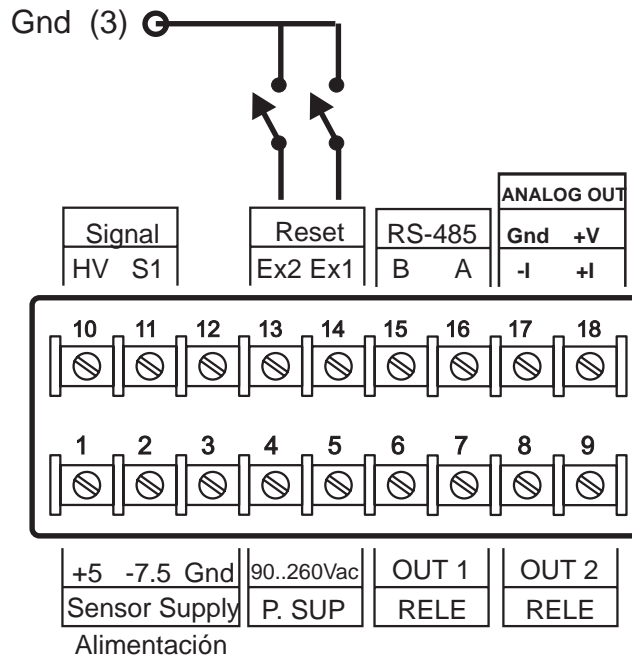 Gnd (3)
ANALOG OUT
Signal Reset RS-485 Gnd +V
HV S1 Ex2 Ex1 B A -I +I
10 11 12 13 14 15 16 17 18
1 2 3 4 5 6 7 8 9
+5 -7.5 Gnd 90..260Vac OUT 1 OUT 2
Sensor Supply P. SUP RELE RELE
Alimentación